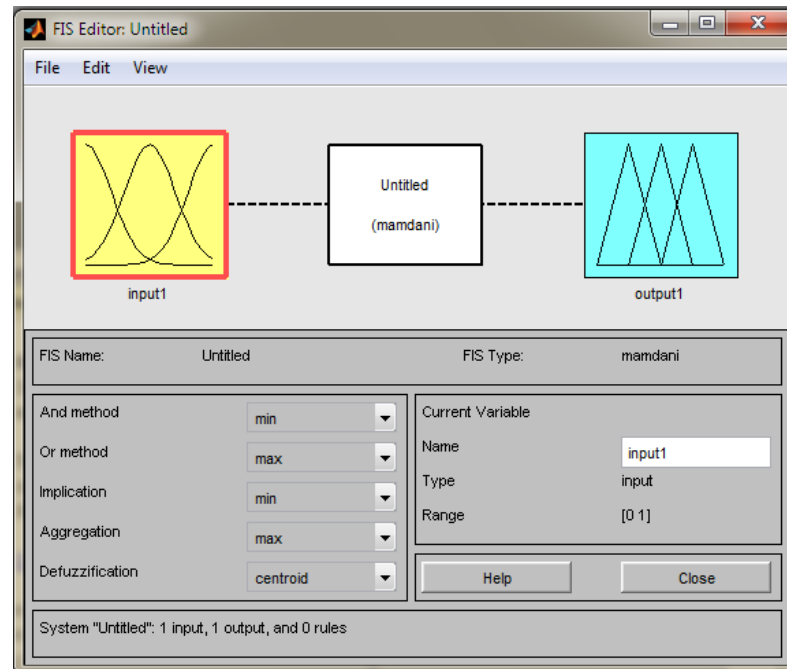 FIS Editor: Untitled
File Edit View
Untitled
(mamdani)
input1
output1
FIS Name: Untitled FIS Type: mamdani
And method min
Or method max
Implication min
Aggregation max
Defuzzification centroid
Current Variable
Name input1
Type input
Range [0 1]
Help Close
System "Untitled": 1 input, 1 output, and 0 rules